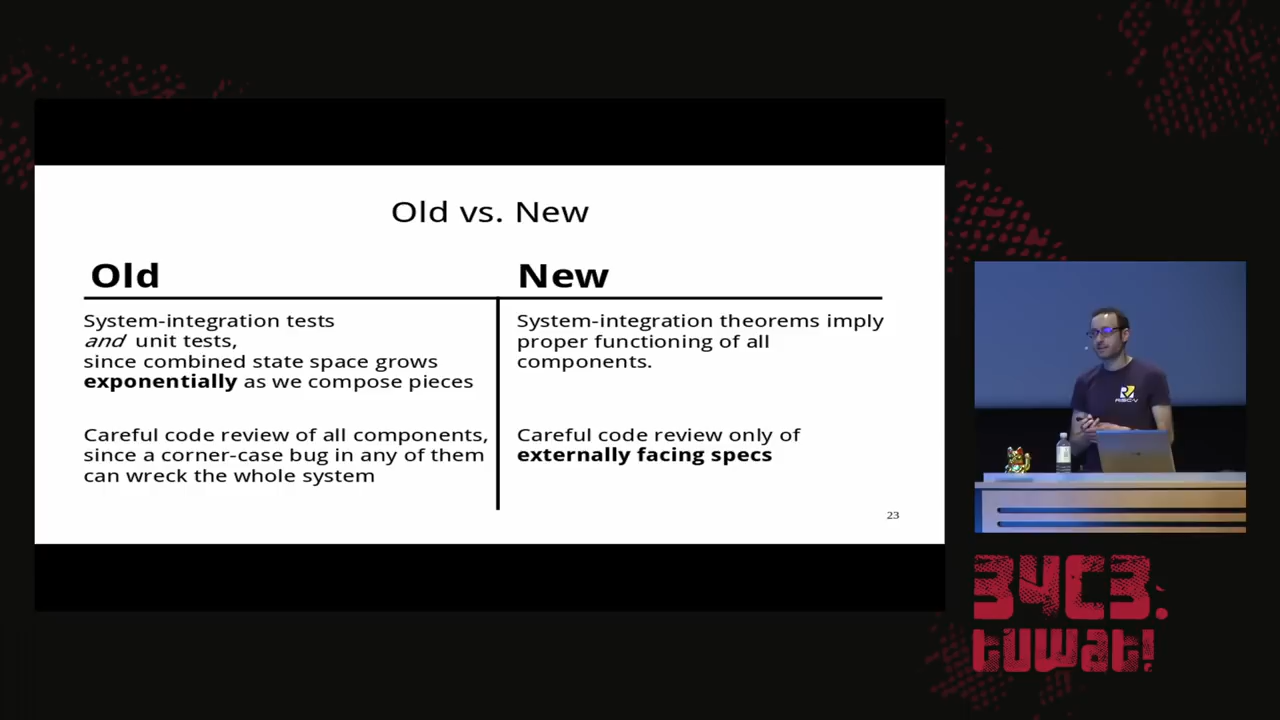 Old vs. New
Old
New
System-integration tests
and unit tests,
since combined state space grows
exponentially as we compose pieces
System-integration theorems imply
proper functioning of all
components.
Careful code review of all components,
since a corner-case bug in any of them
can wreck the whole system
Careful code review only of
externally facing specs
23
RISC-V
34C3.
tuwat!